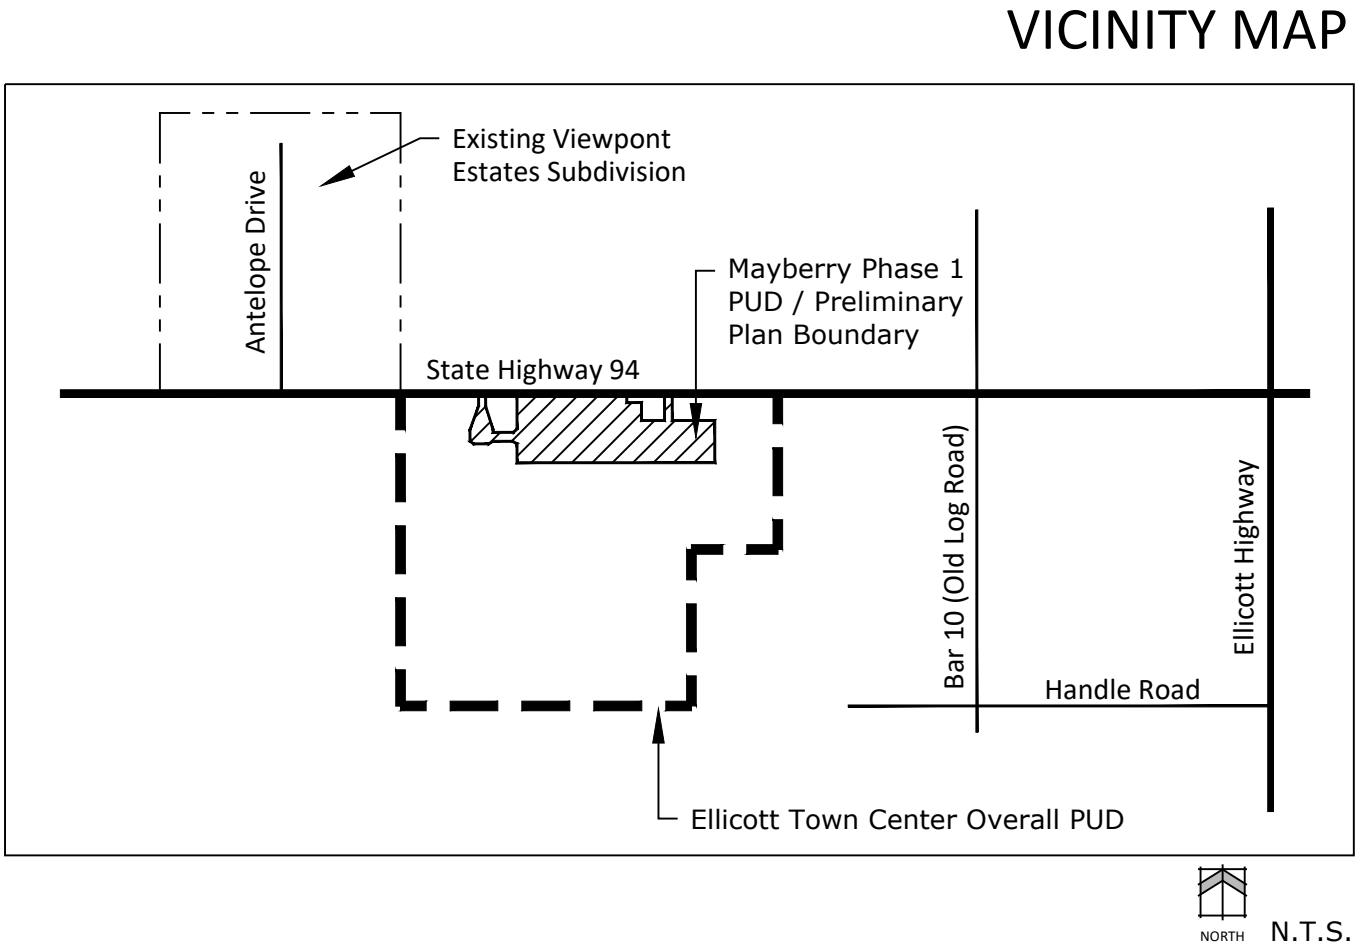 VICINITY MAP
Existing Viewpont
Estates Subdivision
Antelope Drive
Mayberry Phase 1
PUD / Preliminary
Plan Boundary
State Highway 94
Bar 10 (Old Log Road)
Ellicott Highway
Handle Road
Ellicott Town Center Overall PUD
NORTH
N.T.S.